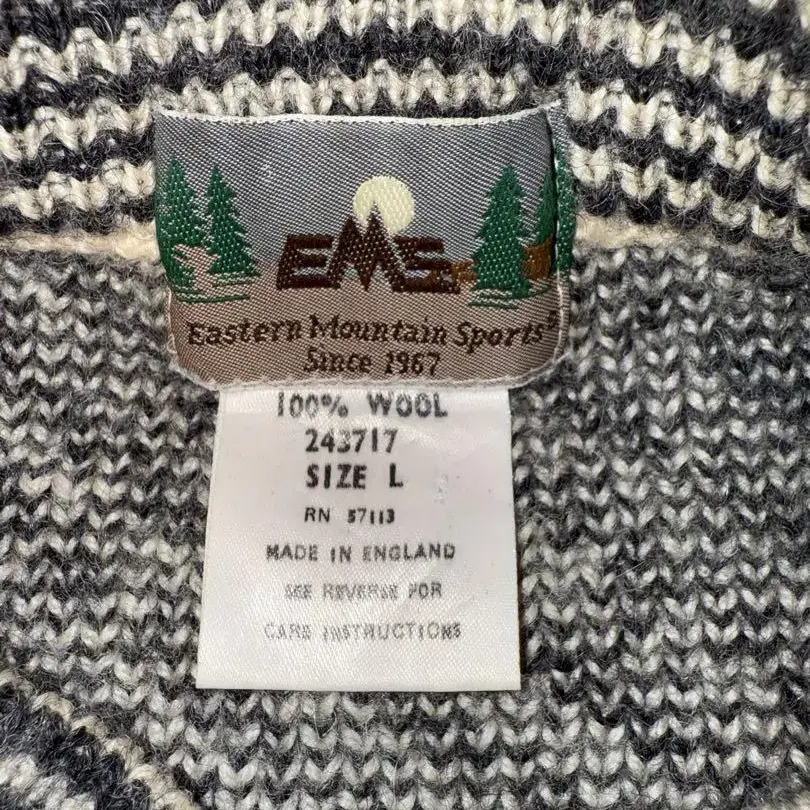 EMS
Eastern Mountain Sports®
Since 1967
100% WOOL
243717
SIZE L
RN 57113
MADE IN ENGLAND
SEE REVERSE FOR
CARE INSTRUCTIONS